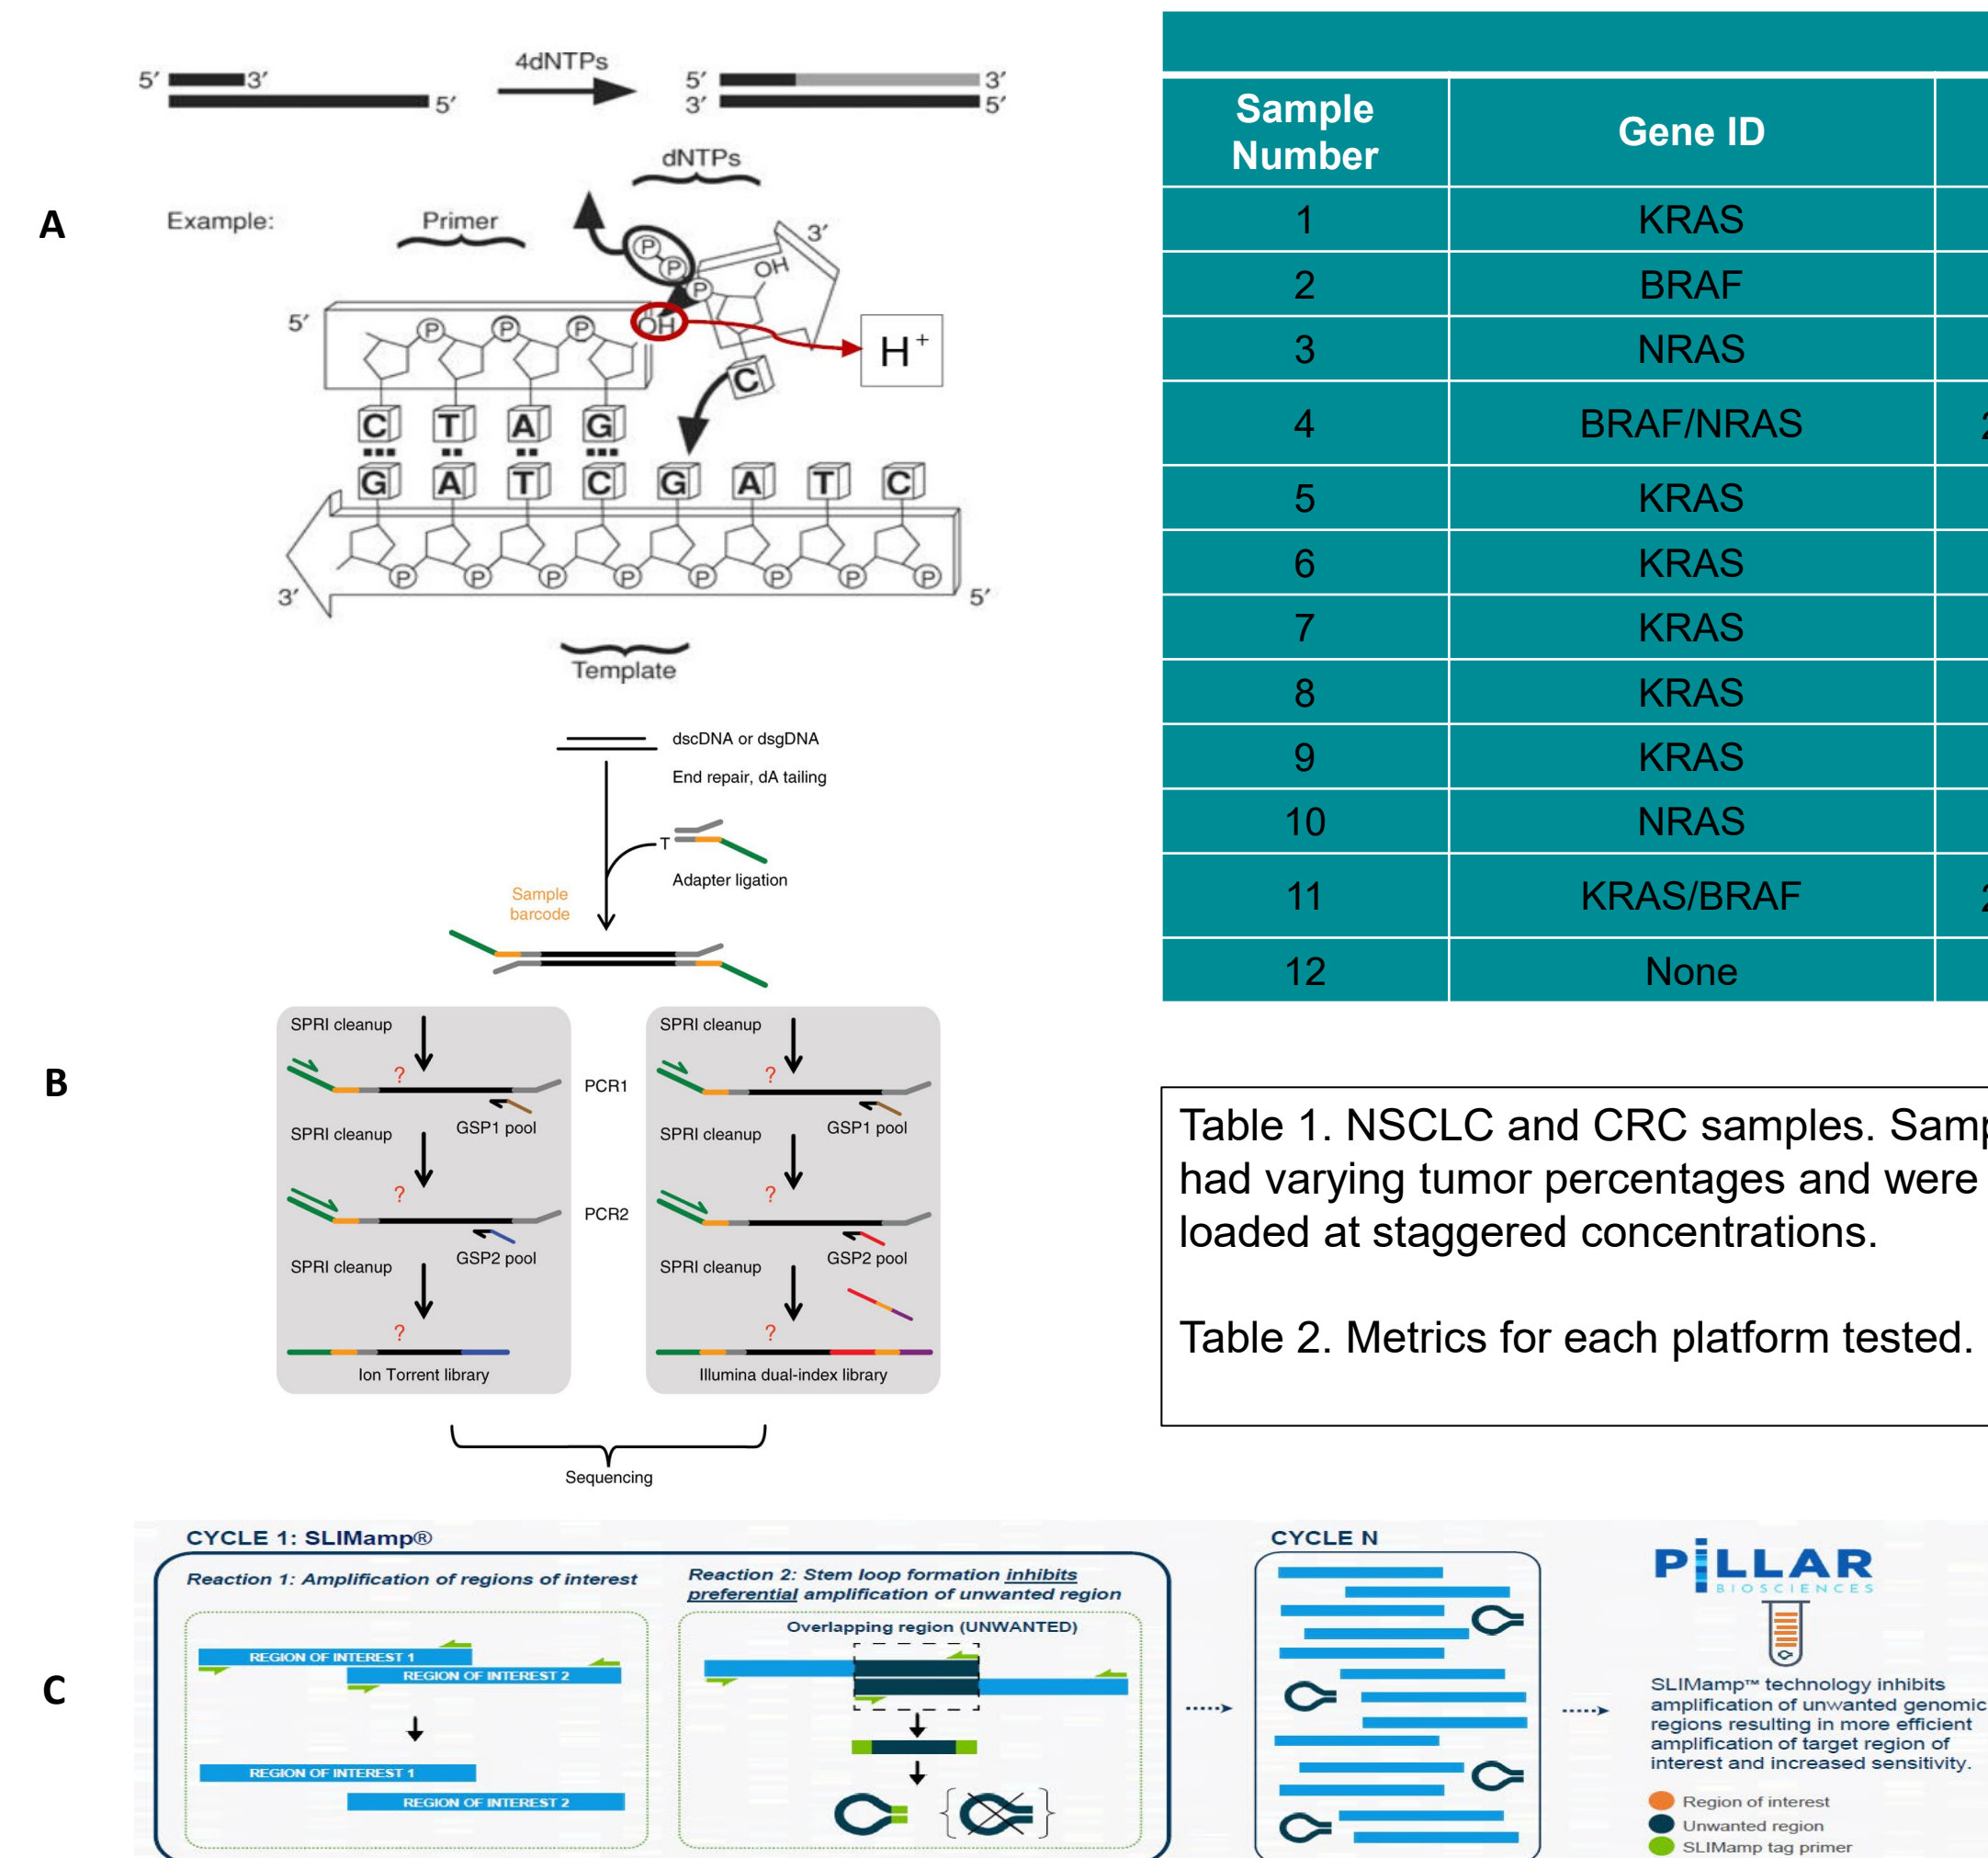 A
5′ 3′ 4dNTPs 5′ 3′
5′ 3′ 5′
dNTPs
Example: Primer
3′
P
P
P
OH
5′
P P P OH
H+
C
C T A G
G A T C G A T C
P P P P P P P P
3′ 5′
Template
B
dscDNA or dsgDNA
End repair, dA tailing
T
Adapter ligation
Sample
barcode
SPRI cleanup
?
GSP1 pool
SPRI cleanup
?
GSP2 pool
SPRI cleanup
?
Ion Torrent library
PCR1
PCR2
SPRI cleanup
?
GSP1 pool
SPRI cleanup
?
GSP2 pool
SPRI cleanup
?
Illumina dual-index library
Sequencing
Sample
Number Gene ID
1 KRAS
2 BRAF
3 NRAS
4 BRAF/NRAS
5 KRAS
6 KRAS
7 KRAS
8 KRAS
9 KRAS
10 NRAS
11 KRAS/BRAF
12 None
Table 1. NSCLC and CRC samples. Samp
had varying tumor percentages and were
loaded at staggered concentrations.
Table 2. Metrics for each platform tested.
C
CYCLE 1: SLIMamp®
Reaction 1: Amplification of regions of interest
REGION OF INTEREST 1
REGION OF INTEREST 2
REGION OF INTEREST 1
REGION OF INTEREST 2
Reaction 2: Stem loop formation inhibits
preferential amplification of unwanted region
Overlapping region (UNWANTED)
CYCLE N
PiLLAR
BIOSCIENCES
SLIMamp™ technology inhibits
amplification of unwanted genomic
regions resulting in more efficient
amplification of target region of
interest and increased sensitivity.
Region of interest
Unwanted region
SLIMamp tag primer